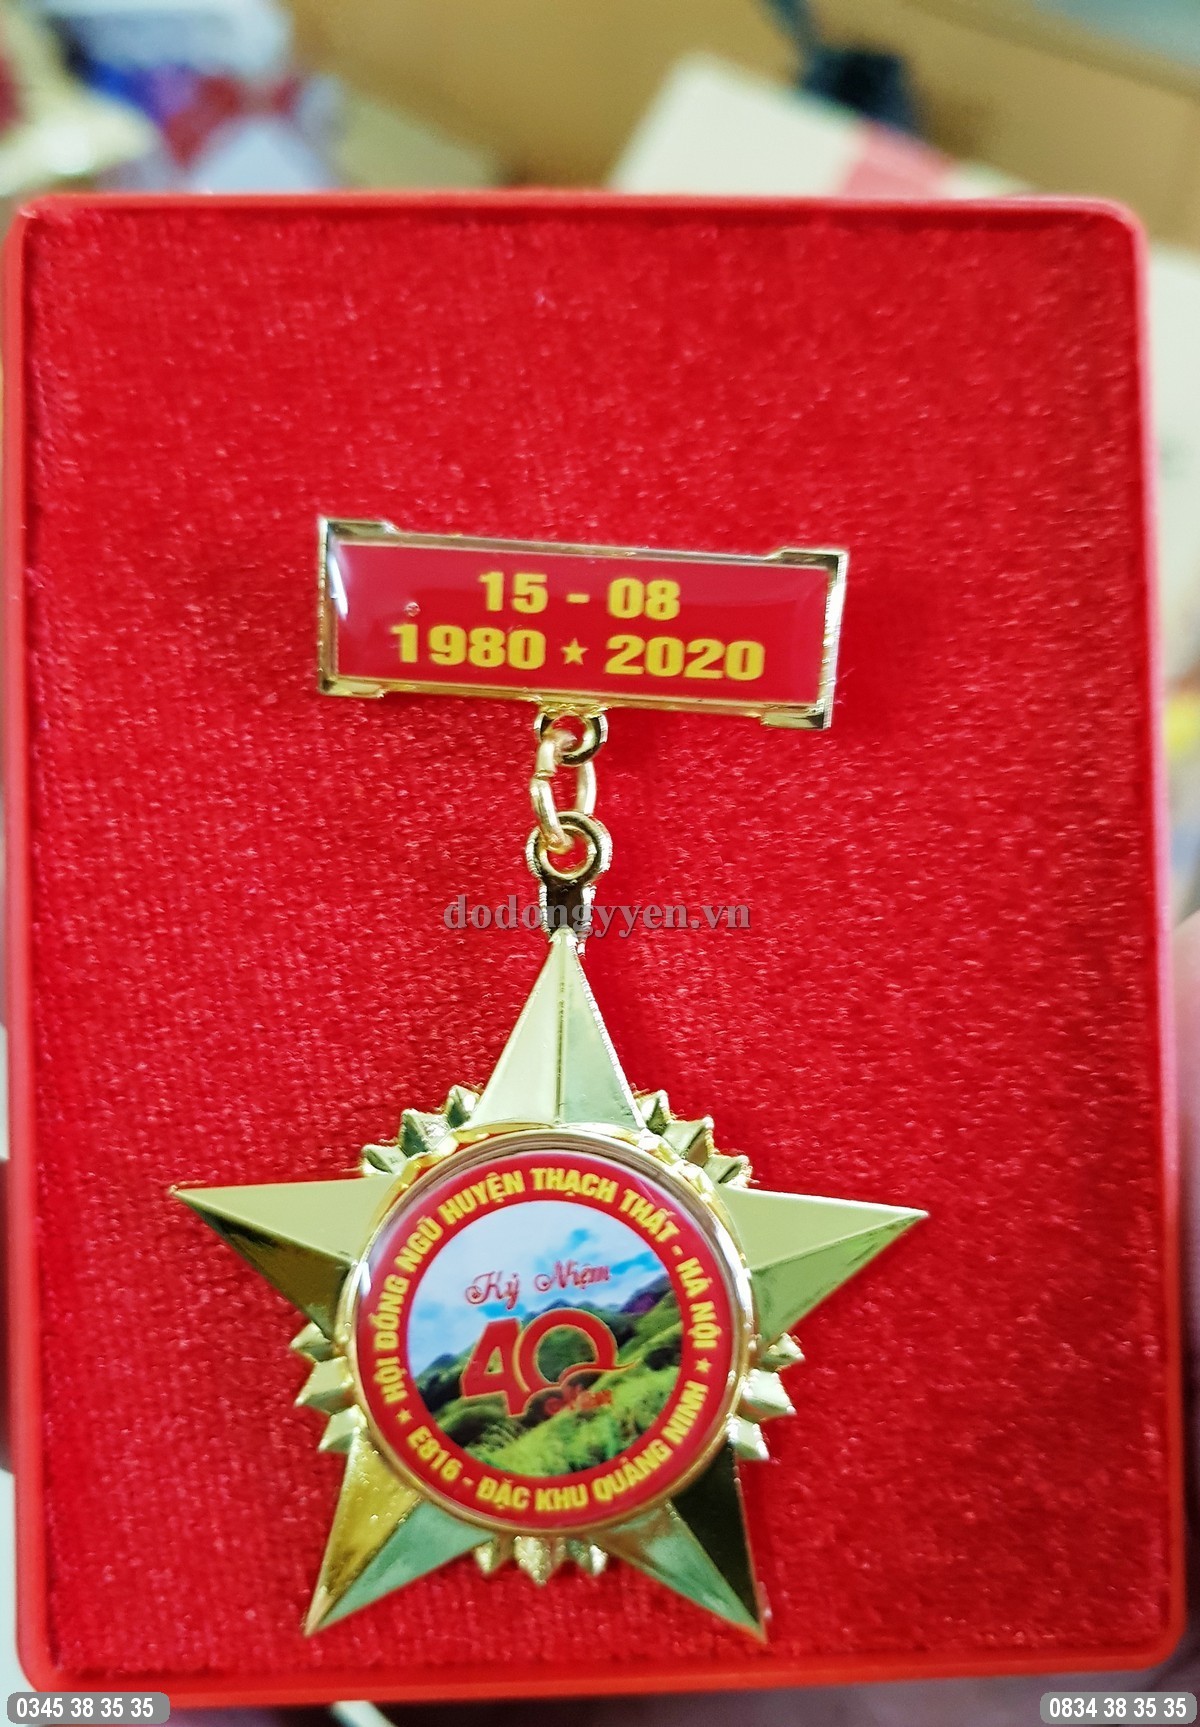 15 - 08
1980 ★ 2020
dodongyyen.vn
HỘI ĐỒNG NGŨ HUYỆN THẠCH THẤT - HÀ NỘI
Kỷ Niệm
40
Năm
★ E816 - ĐẶC KHU QUẢNG NINH ★
0345 38 35 35
0834 38 35 35